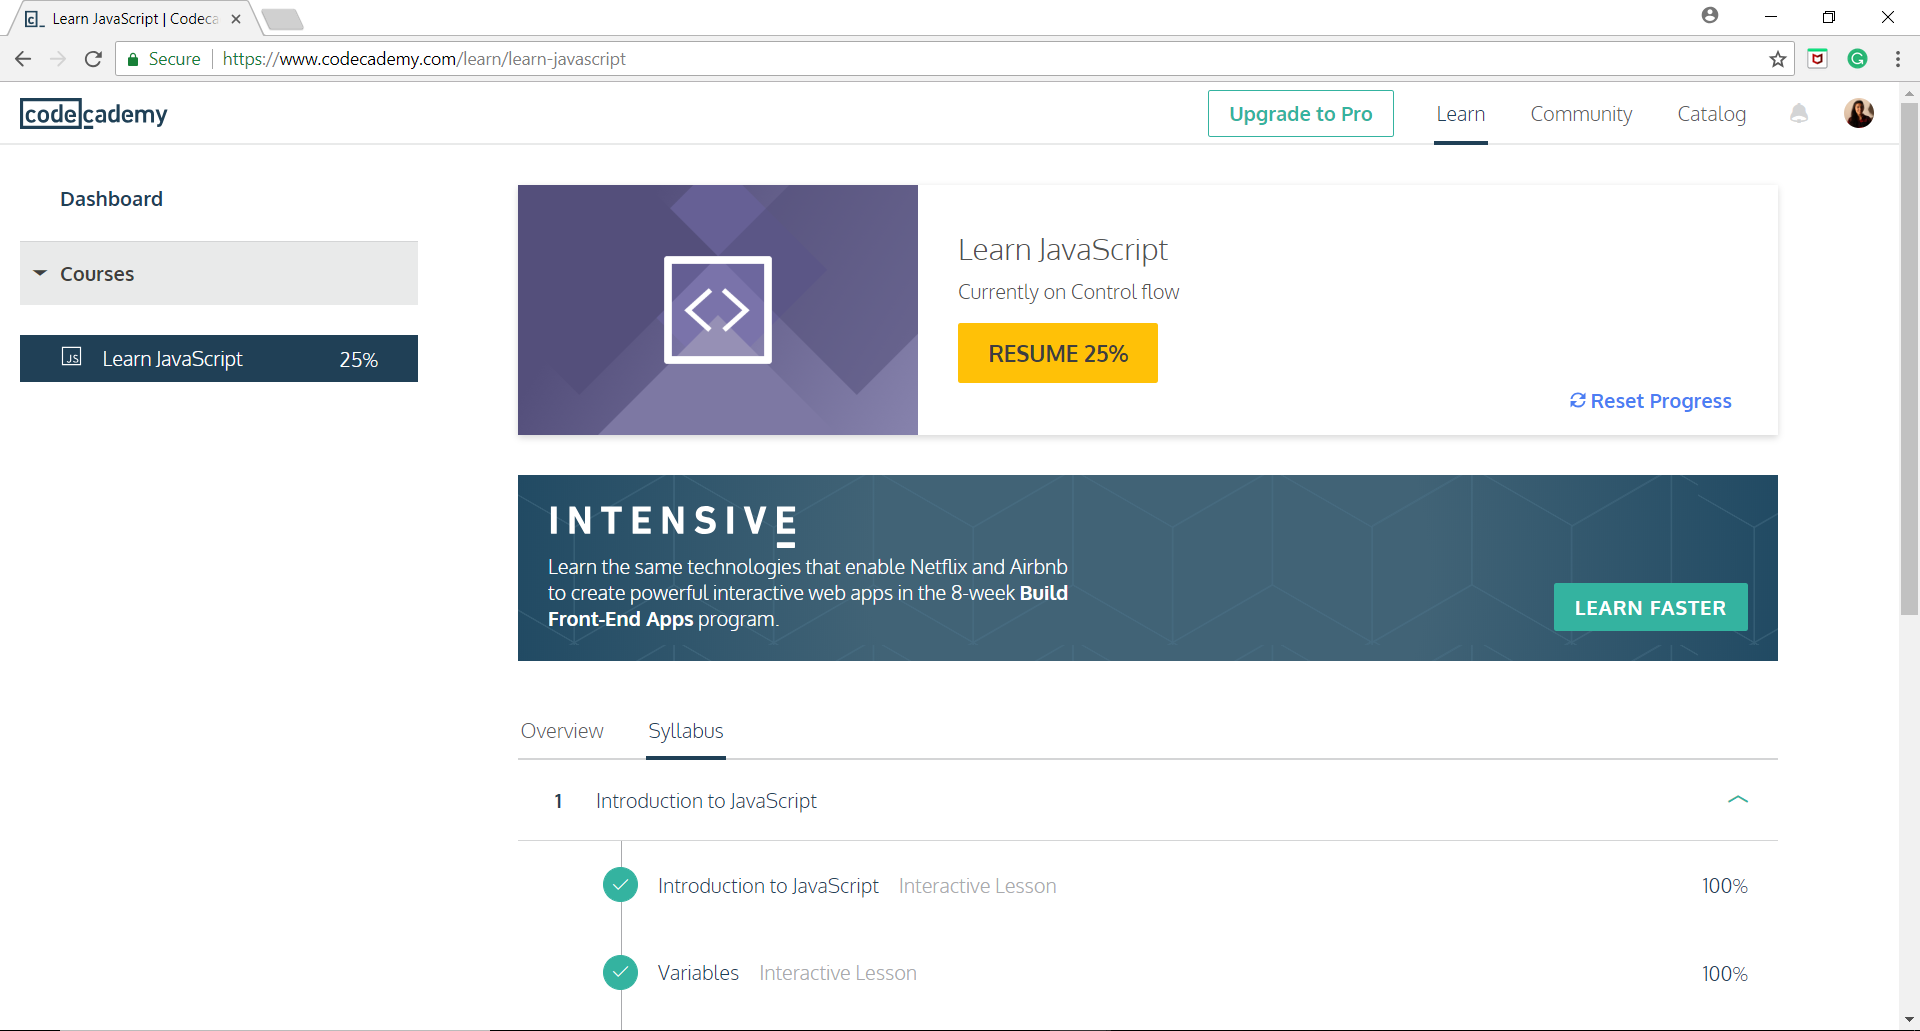 Learn JavaScript | Codeca
Secure
https://www.codecademy.com/learn/learn-javascript
codecademy
Upgrade to Pro
Learn
Community
Catalog
Dashboard
Courses
JS
Learn JavaScript 25%
Learn JavaScript
Currently on Control flow
RESUME 25%
Reset Progress
INTENSIVE
Learn the same technologies that enable Netflix and Airbnb
to create powerful interactive web apps in the 8-week Build
Front-End Apps program.
LEARN FASTER
Overview
Syllabus
1 Introduction to JavaScript
Introduction to JavaScript Interactive Lesson 100%
Variables Interactive Lesson 100%